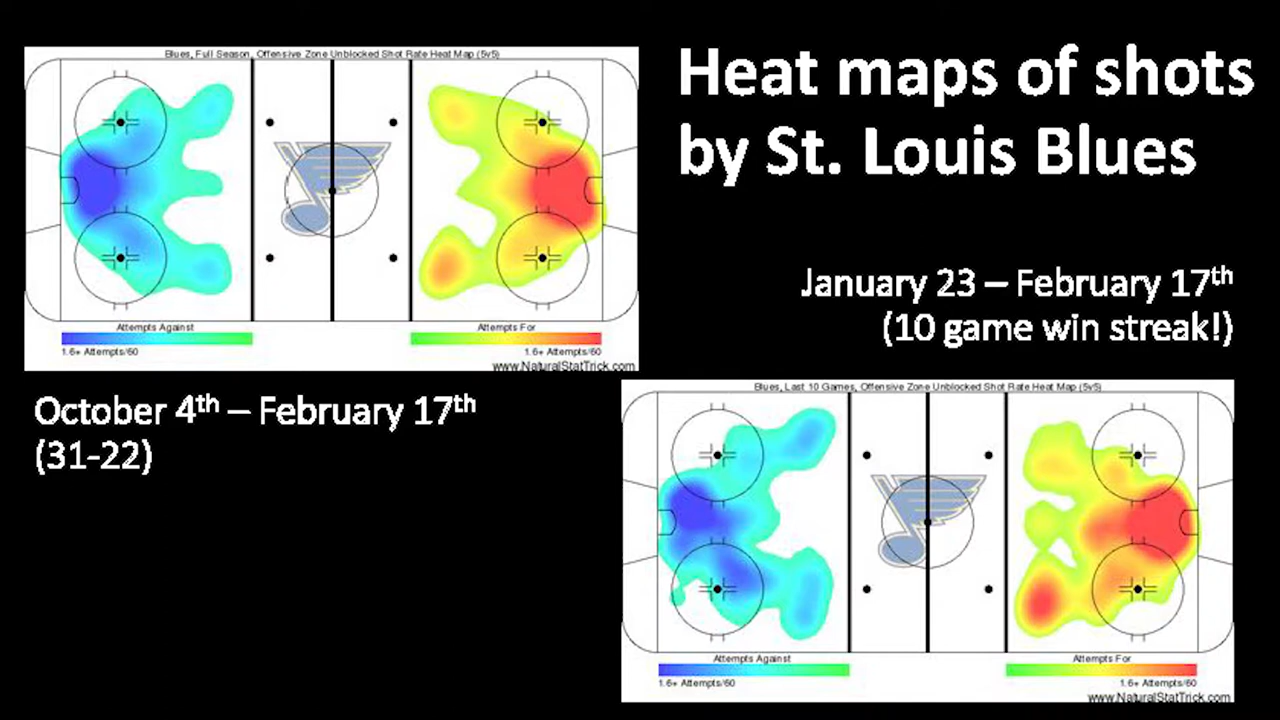 Blues, Full Season, Offensive Zone Unblocked Shot Rate Heat Map (5v5)
Attempts Against
Attempts For
1.6+ Attempts/60
1.6+ Attempts/60
www.NaturalStatTrick.com
Heat maps of shots
by St. Louis Blues
January 23 – February 17th
(10 game win streak!)
October 4th – February 17th
(31-22)
Blues, Last 10 Games, Offensive Zone Unblocked Shot Rate Heat Map (5v5)
Attempts Against
Attempts For
1.6+ Attempts/60
1.6+ Attempts/60
www.NaturalStatTrick.com